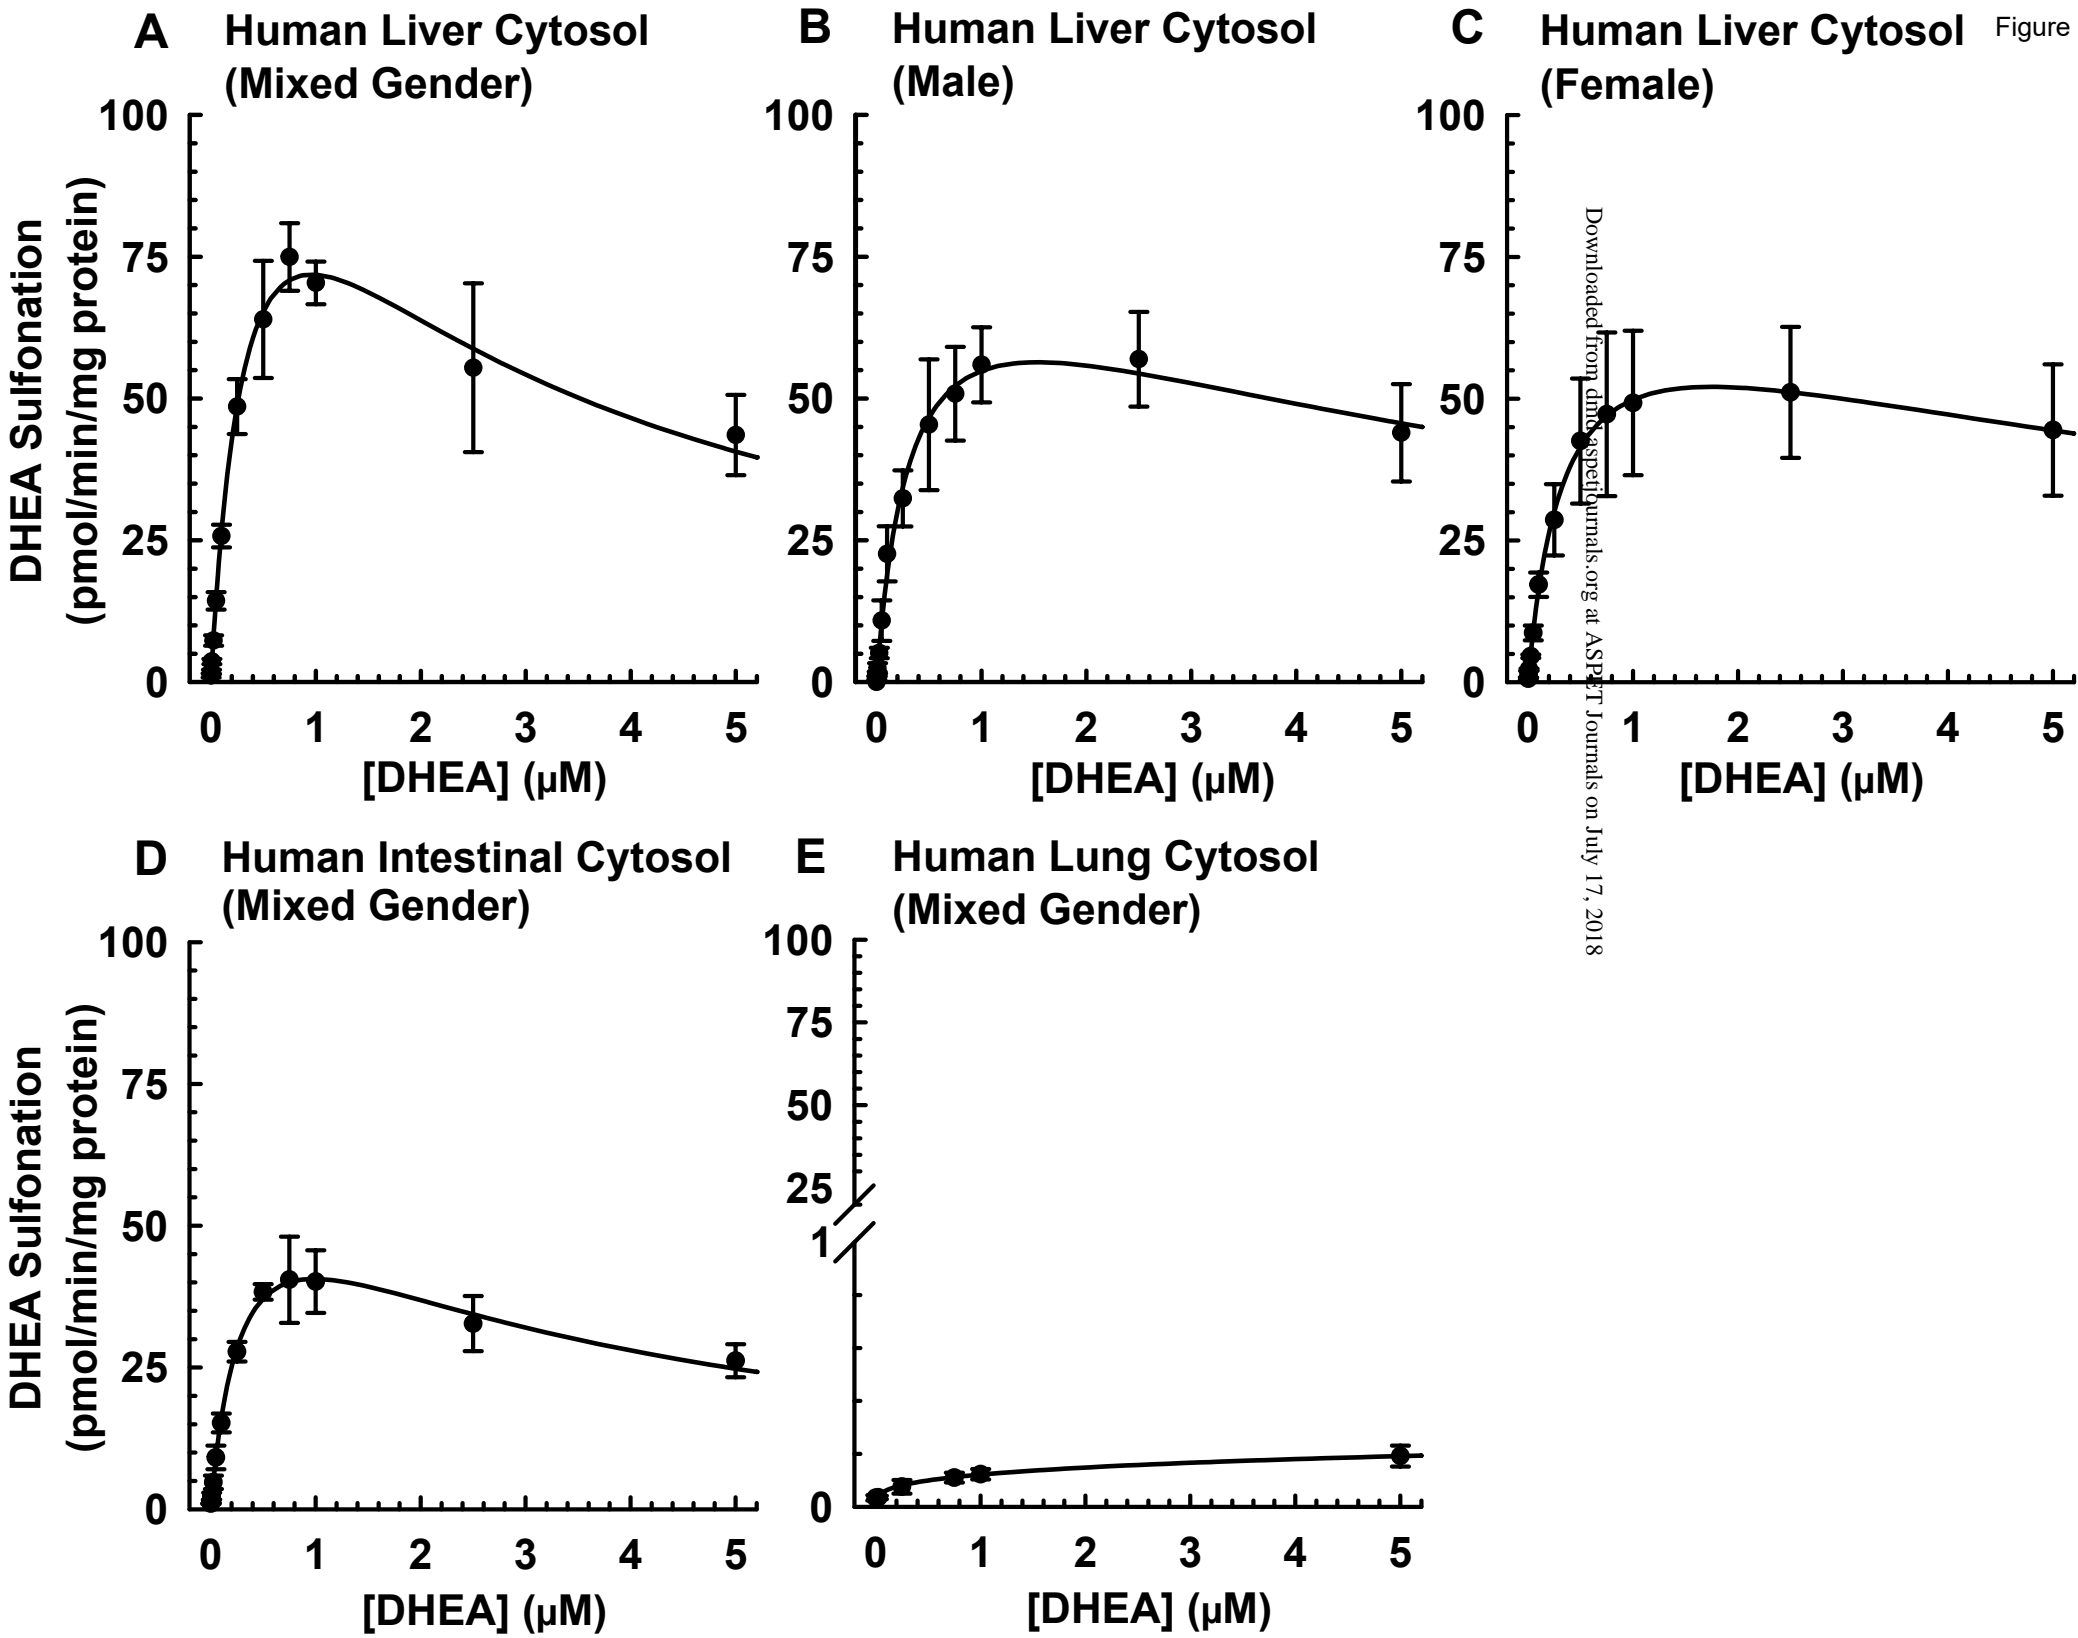 A Human Liver Cytosol
(Mixed Gender)
B Human Liver Cytosol
(Male)
C Human Liver Cytosol
(Female)
Figure
DHEA Sulfonation
(pmol/min/mg protein)
100
75
50
25
0
0 1 2 3 4 5
[DHEA] (µM)
100
75
50
25
0
0 1 2 3 4 5
[DHEA] (µM)
100
75
50
25
0
0 1 2 3 4 5
[DHEA] (µM)
Downloaded from dmd.aspetjournals.org at ASPET Journals on July 17, 2018
D Human Intestinal Cytosol
(Mixed Gender)
DHEA Sulfonation
(pmol/min/mg protein)
100
75
50
25
0
0 1 2 3 4 5
[DHEA] (µM)
E Human Lung Cytosol
(Mixed Gender)
100
75
50
25
1
0
0 1 2 3 4 5
[DHEA] (µM)